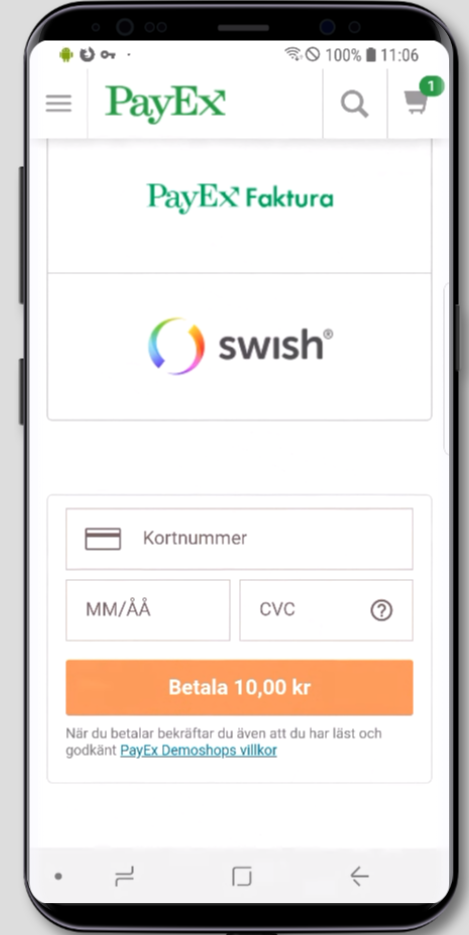 100% 11:06
PayEx
1
PayEx Faktura
swish®
Kortnummer
MM/ÅÅ
CVC
Betala 10,00 kr
När du betalar bekräftar du även att du har läst och
godkänt PayEx Demoshops villkor